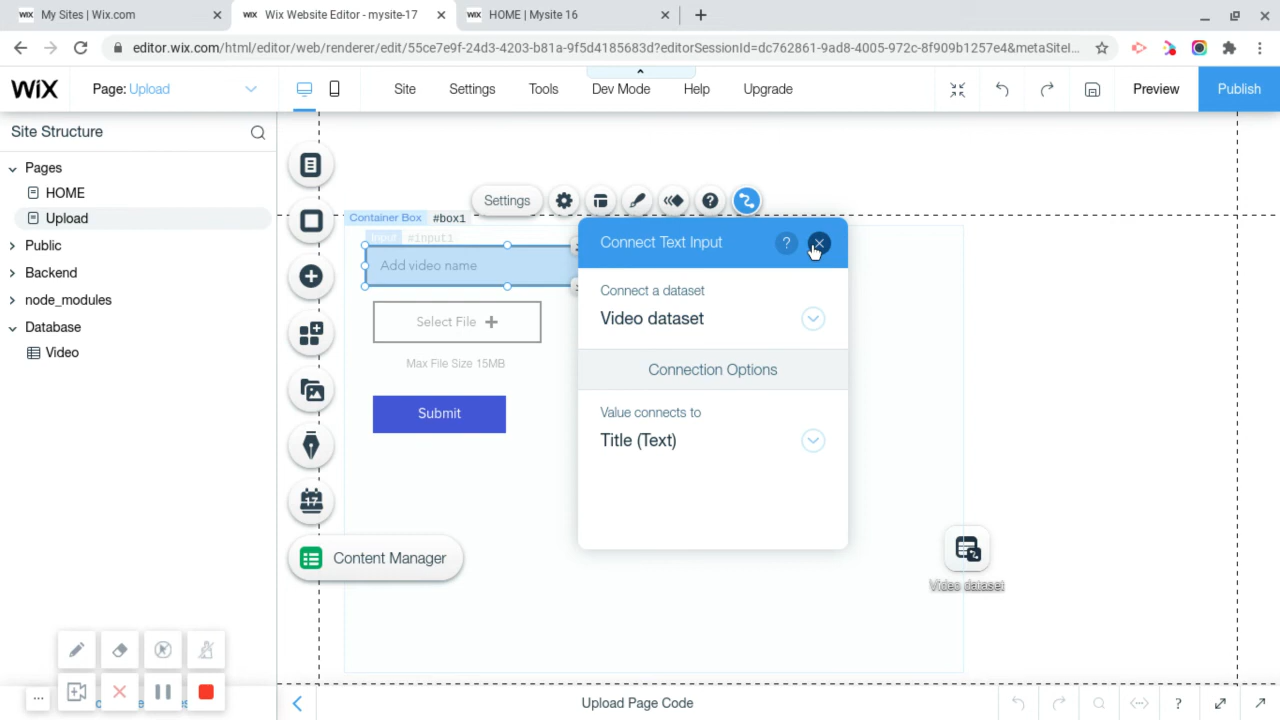 My Sites | Wix.com
Wix Website Editor - mysite-17
HOME | Mysite 16
editor.wix.com/html/editor/web/renderer/edit/55ce7e9f-24d3-4203-b81a-9f5d4185683d?editorSessionId=dc762861-9ad8-4005-972c-8f909b1257e4&metaSiteI...
WiX
Page: Upload
Site
Settings
Tools
Dev Mode
Help
Upgrade
Preview
Publish
Site Structure
Pages
HOME
Upload
Public
Backend
node_modules
Database
Video
Settings
Container Box
#box1
Input
#input1
Add video name
Select File +
Max File Size 15MB
Submit
Connect Text Input
Connect a dataset
Video dataset
Connection Options
Value connects to
Title (Text)
17
Content Manager
Video dataset
Upload Page Code